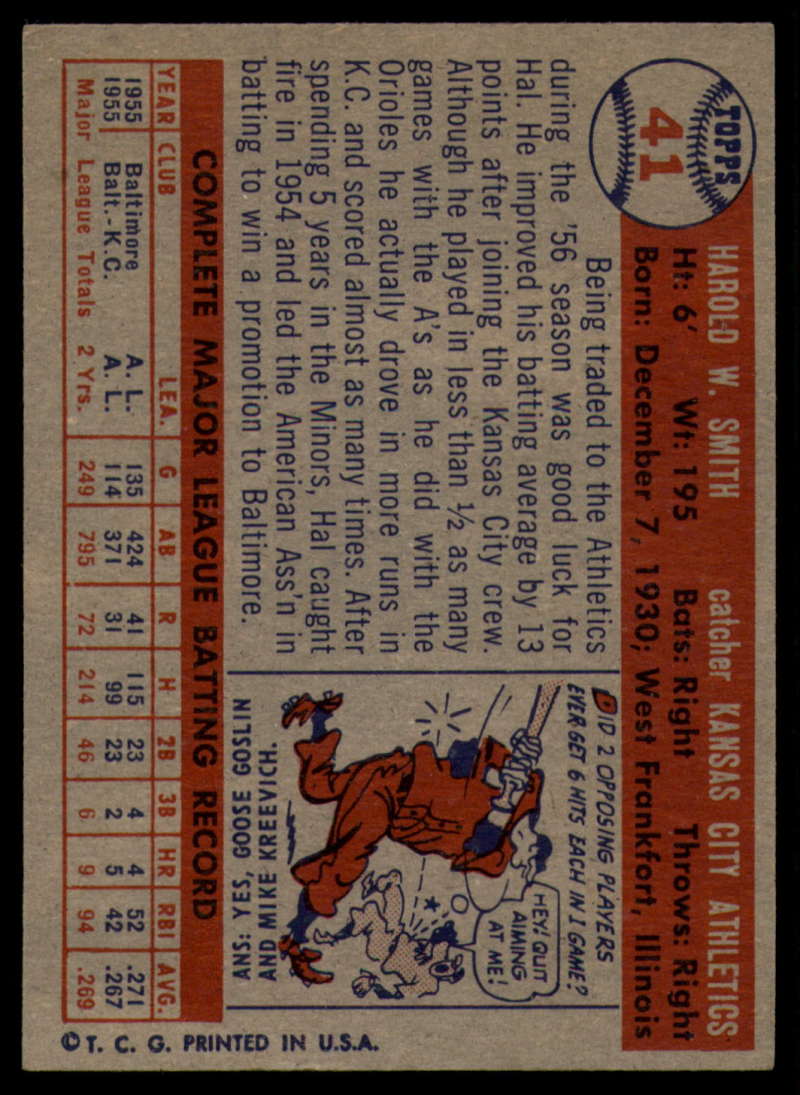 TOPPS
41
HAROLD W. SMITH catcher KANSAS CITY ATHLETICS
Ht: 6' Wt: 195 Bats: Right Throws: Right
Born: December 7, 1930; West Frankfort, Illinois
Being traded to the Athletics
during the '56 season was good luck for
Hal. He improved his batting average by 13
points after joining the Kansas City crew.
Although he played in less than ½ as many
games with the A's as he did with the
Orioles he actually drove in more runs in
K.C. and scored almost as many times. After
spending 5 years in the Minors, Hal caught
fire in 1954 and led the American Ass'n in
batting to win a promotion to Baltimore.
DID 2 OPPOSING PLAYERS
EVER GET 6 HITS EACH IN 1 GAME?
HEY! QUIT
AIMING
AT ME!
ANS: YES, GOOSE GOSLIN
AND MIKE KREEVICH.
COMPLETE MAJOR LEAGUE BATTING RECORD
YEAR CLUB LEA. G AB R H 2B 3B HR RBI AVG.
1955 Baltimore A. L. 135 424 41 115 23 4 4 52 .271
1955 Balt.-K.C. A. L. 114 371 31 99 23 2 5 42 .267
Major League Totals 2 Yrs. 249 795 72 214 46 6 9 94 .269
© T. C. G. PRINTED IN U.S.A.